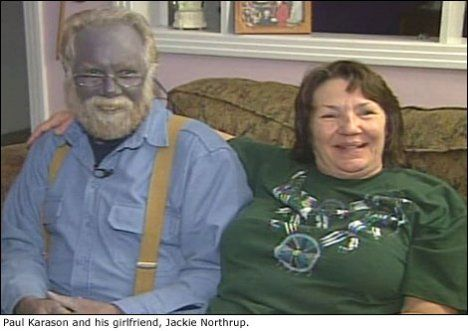 Paul Karason and his girlfriend, Jackie Northrup.